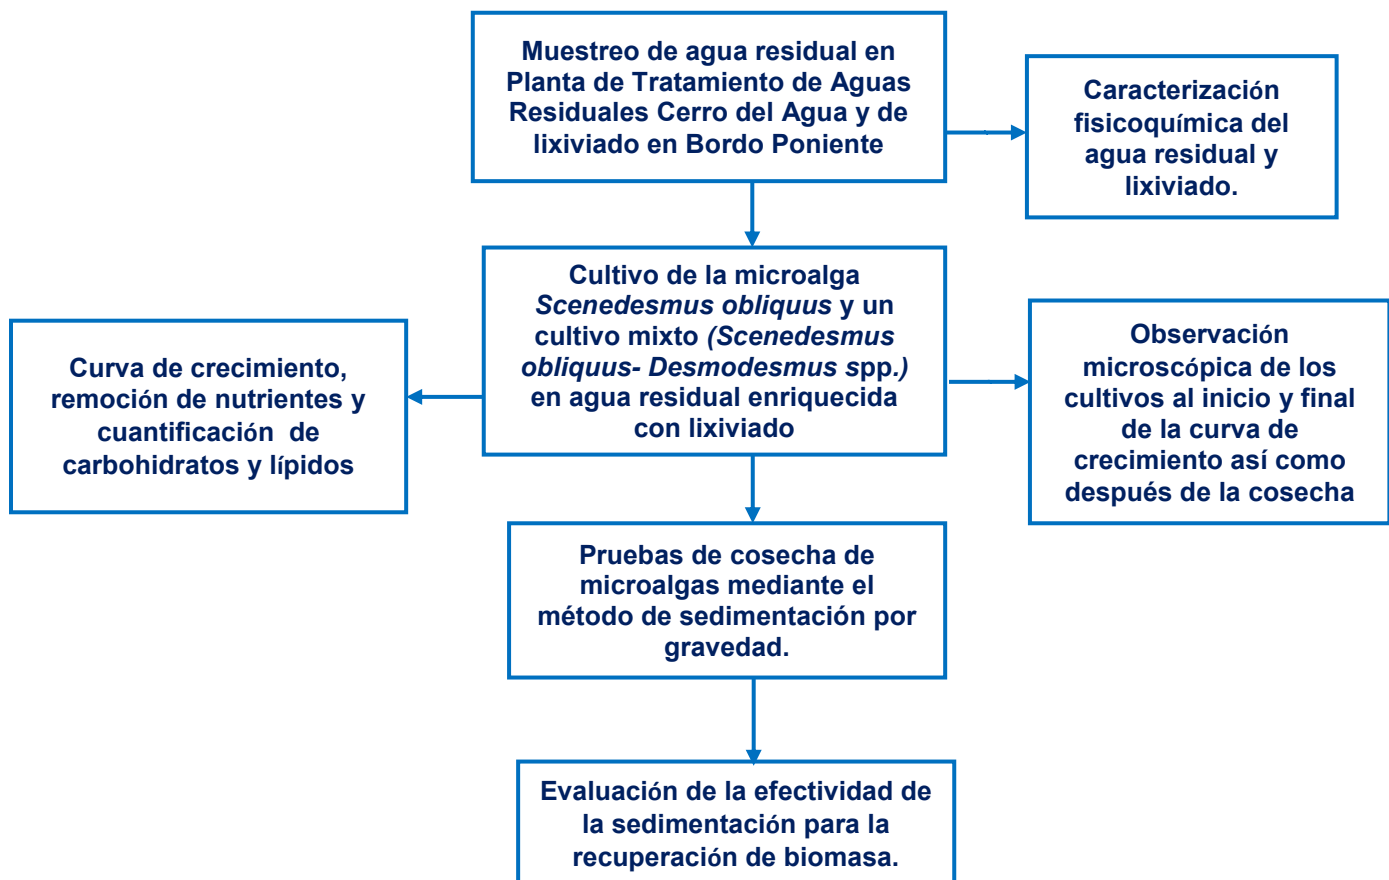 Muestreo de agua residual en
Planta de Tratamiento de Aguas
Residuales Cerro del Agua y de
lixiviado en Bordo Poniente
Caracterización
fisicoquímica del
agua residual y
lixiviado.
Cultivo de la microalga
Scenedesmus obliquus y un
cultivo mixto (Scenedesmus
obliquus- Desmodesmus spp.)
en agua residual enriquecida
con lixiviado
Curva de crecimiento,
remoción de nutrientes y
cuantificación de
carbohidratos y lípidos
Observación
microscópica de los
cultivos al inicio y final
de la curva de
crecimiento así como
después de la cosecha
Pruebas de cosecha de
microalgas mediante el
método de sedimentación por
gravedad.
Evaluación de la efectividad de
la sedimentación para la
recuperación de biomasa.